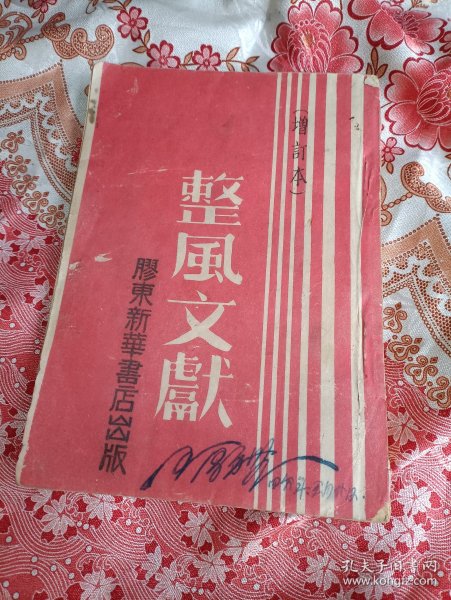 （增訂本）
整風文獻
膠東新華書店出版
孔夫子旧书网
kongfz.com